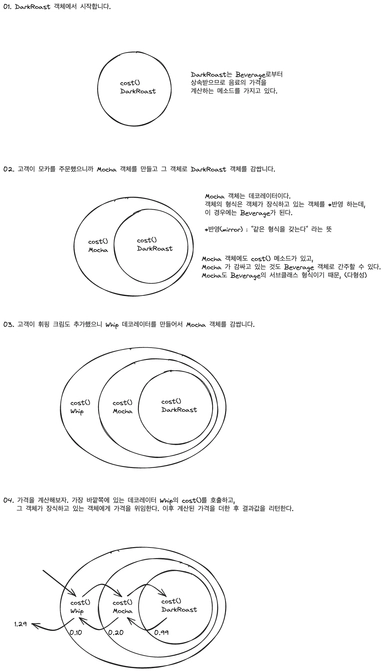 01. DarkRoast 객체에서 시작합니다.
cost()
DarkRoast
DarkRoast는 Beverage로부터
상속받으므로 음료의 가격을
계산하는 메소드를 가지고 있다.
02. 고객이 모카를 주문했으니까 Mocha 객체를 만들고 그 객체로 DarkRoast 객체를 감쌉니다.
Mocha 객체는 데코레이터이다.
객체의 형식은 객체가 장식하고 있는 객체를 *반영 하는데,
이 경우에는 Beverage가 된다.
*반영(mirror) : "같은 형식을 갖는다" 라는 뜻
cost()
Mocha
cost()
DarkRoast
Mocha 객체에도 cost() 메소드가 있고,
Mocha 가 감싸고 있는 것도 Beverage 객체로 간주할 수 있다.
Mocha도 Beverage의 서브클래스 형식이기 때문, (다형성)
03. 고객이 휘핑 크림도 추가했으니 Whip 데코레이터를 만들어서 Mocha 객체를 감쌉니다.
cost()
Whip
cost()
Mocha
cost()
DarkRoast
04. 가격을 계산해보자. 가장 바깥쪽에 있는 데코레이터 Whip의 cost()를 호출하고,
그 객체가 장식하고 있는 객체에게 가격을 위임한다. 이후 계산된 가격을 더한 후 결과값을 리턴한다.
cost()
Whip
cost()
Mocha
cost()
DarkRoast
1.29
0.10
0.20
0.99